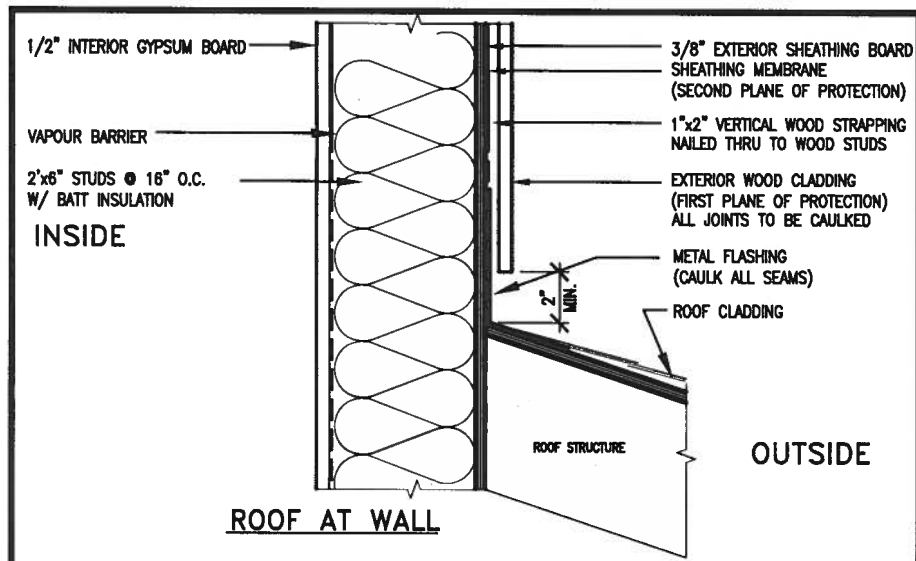 1/2" INTERIOR GYPSUM BOARD
VAPOUR BARRIER
2'x6" STUDS @ 16" O.C.
W/ BATT INSULATION
INSIDE
3/8" EXTERIOR SHEATHING BOARD
SHEATHING MEMBRANE
(SECOND PLANE OF PROTECTION)
1"x2" VERTICAL WOOD STRAPPING
NAILED THRU TO WOOD STUDS
EXTERIOR WOOD CLADDING
(FIRST PLANE OF PROTECTION)
ALL JOINTS TO BE CAULKED
METAL FLASHING
(CAULK ALL SEAMS)
2"
MIN.
ROOF CLADDING
ROOF STRUCTURE
OUTSIDE
ROOF AT WALL